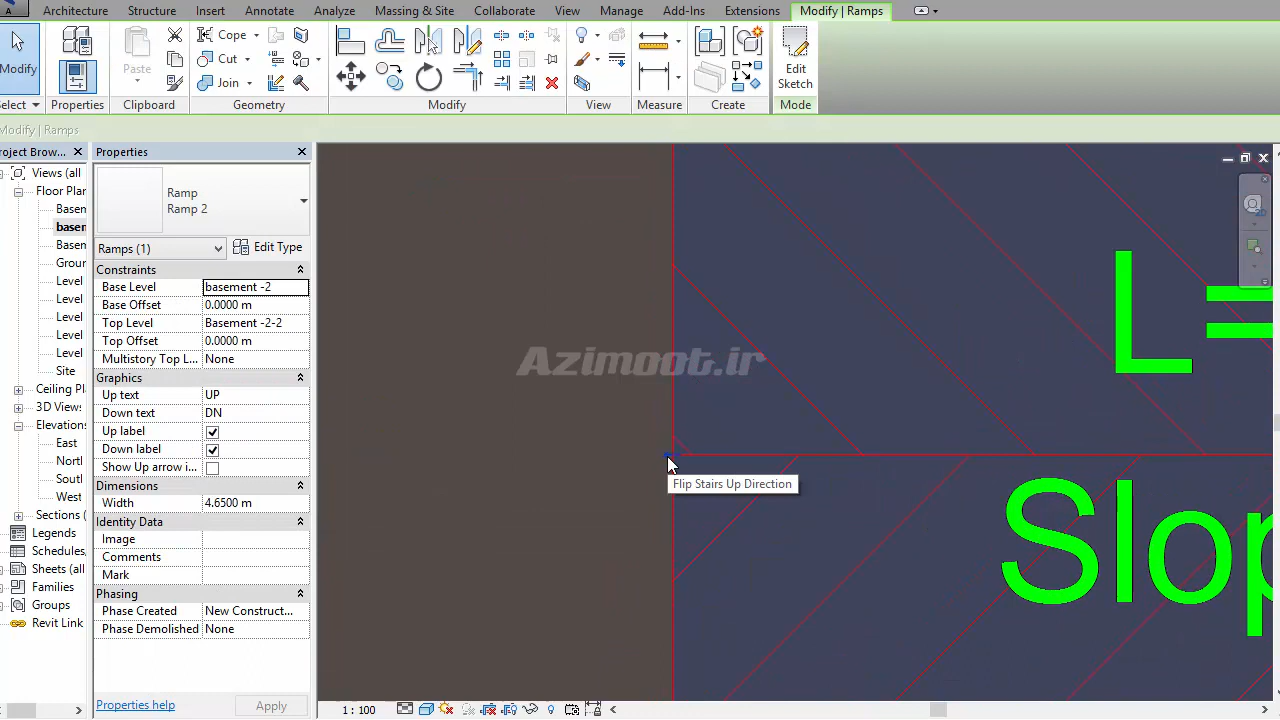 Architecture Structure Insert Annotate Analyze Massing & Site Collaborate View Manage Add-Ins Extensions Modify | Ramps
Modify
Select
Properties
Paste
Clipboard
Cope
Cut
Join
Geometry
Modify
View
Measure
Create
Edit
Sketch
Mode
Modify | Ramps
roject Brow...
Views (all
Floor Plan
Basen
basen
Basen
Groun
Level
Level
Level
Level
Level
Site
Ceiling Pl
3D Views
Elevations
East
Nort
Sout
West
Sections (
Legends
Schedules,
Sheets (all
Families
Groups
Revit Link
Properties
Ramp
Ramp 2
Ramps (1)
Edit Type
Constraints
Base Level basement -2
Base Offset 0.0000 m
Top Level Basement -2-2
Top Offset 0.0000 m
Multistory Top L... None
Graphics
Up text UP
Down text DN
Up label
Down label
Show Up arrow i...
Dimensions
Width 4.6500 m
Identity Data
Image
Comments
Mark
Phasing
Phase Created New Construct...
Phase Demolished None
Properties help
Apply
2D
L=
Azimoot.ir
Flip Stairs Up Direction
Slop
1 : 100